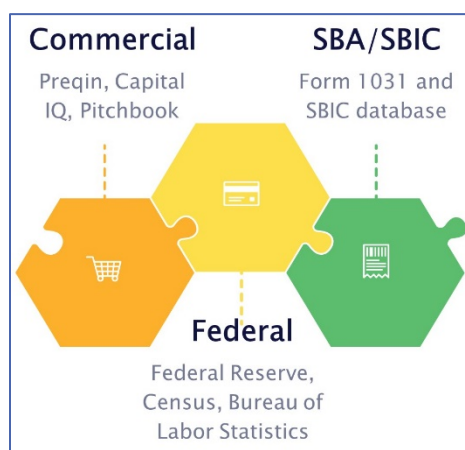 Commercial
Preqin, Capital
IQ, Pitchbook
SBA/SBIC
Form 1031 and
SBIC database
Federal
Federal Reserve,
Census, Bureau of
Labor Statistics